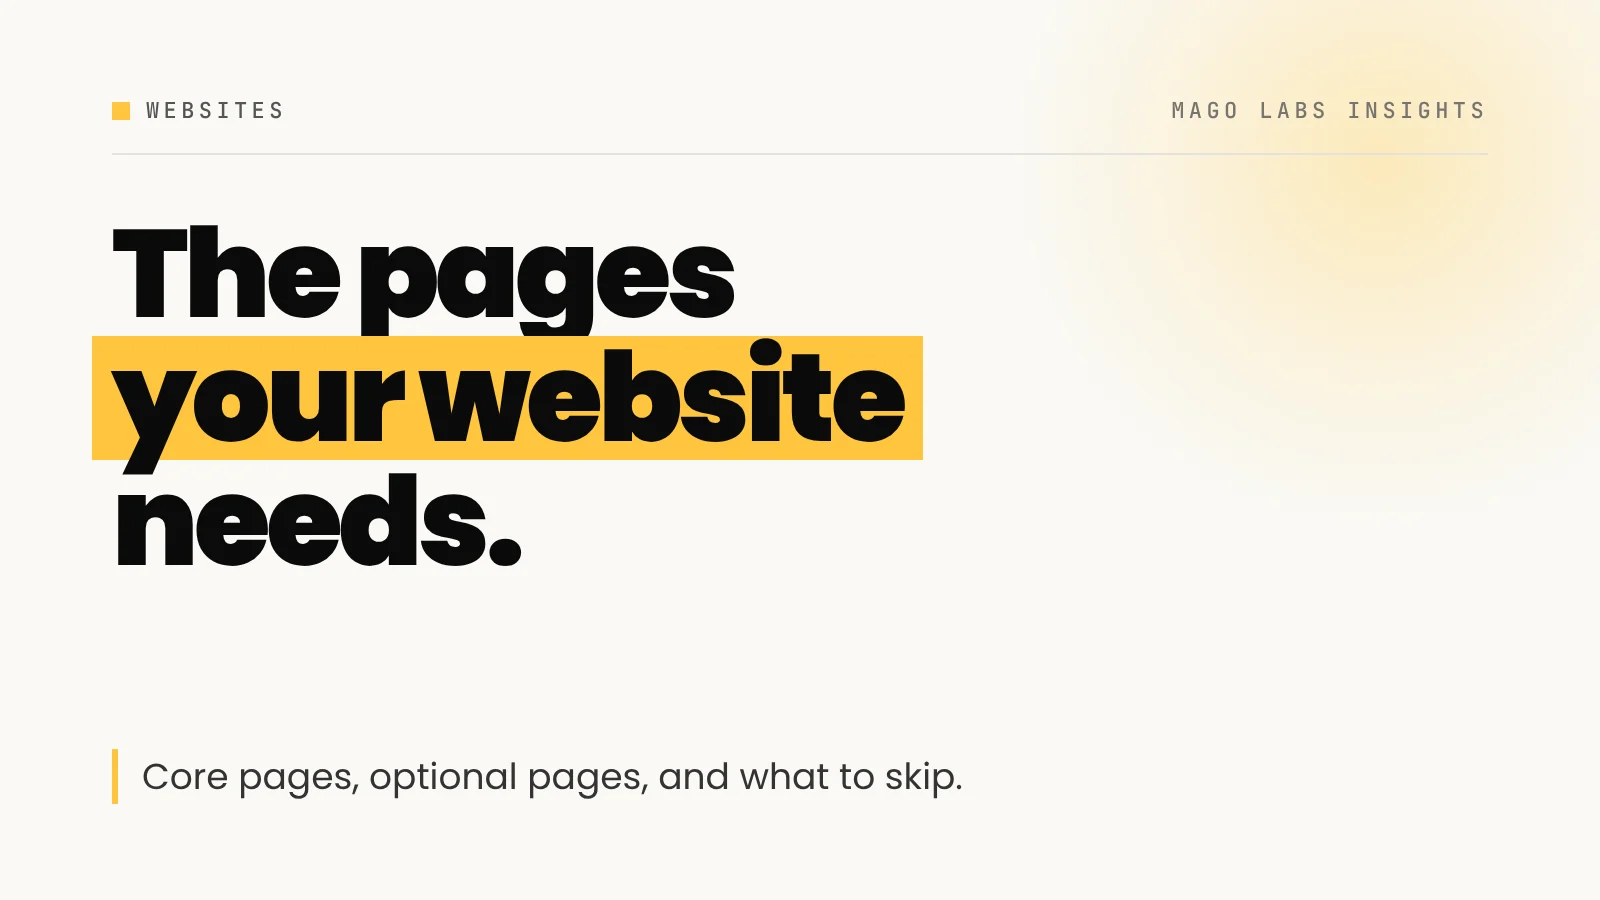 WEBSITES
MAGO LABS INSIGHTS
The pages
your website
needs.
Core pages, optional pages, and what to skip.